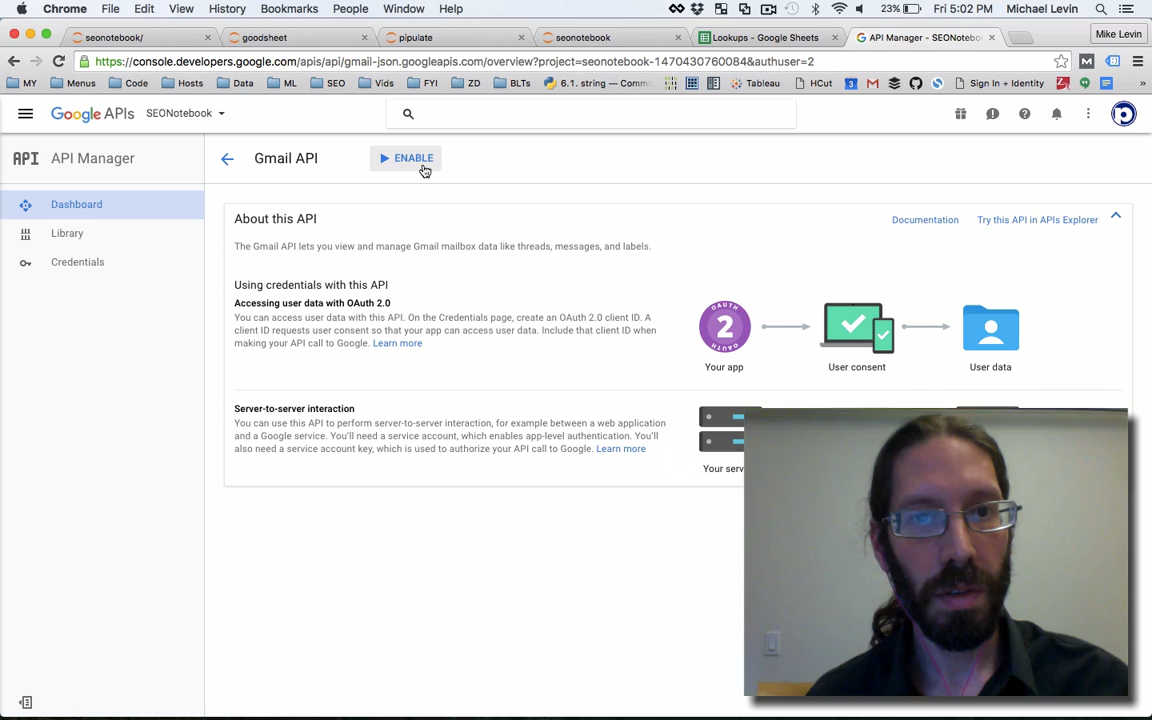 Chrome File Edit View History Bookmarks People Window Help 23% Fri 5:02 PM Michael Levin
seonotebook/ goodsheet pipulate seonotebook Lookups - Google Sheets API Manager - SEONoteboo Mike Levin
https://console.developers.google.com/apis/api/gmail-json.googleapis.com/overview?project=seonotebook-1470430760084&authuser=2
MY Menus Code Hosts Data MLs SEO Vids FYI ZD BLTs 6.1. string — Comm Tableau HCut 3 Sign In + Identity »
Google APIs SEONotebook
API API Manager
Gmail API ENABLE
Dashboard
Library
Credentials
About this API Documentation Try this API in APIs Explorer
The Gmail API lets you view and manage Gmail mailbox data like threads, messages, and labels.
Using credentials with this API
Accessing user data with OAuth 2.0
You can access user data with this API. On the Credentials page, create an OAuth 2.0 client ID. A
client ID requests user consent so that your app can access user data. Include that client ID when
making your API call to Google. Learn more
OAUTH 2 OAUTH
Your app User consent User data
Server-to-server interaction
You can use this API to perform server-to-server interaction, for example between a web application
and a Google service. You'll need a service account, which enables app-level authentication. You'll
also need a service account key, which is used to authorize your API call to Google. Learn more
Your serv